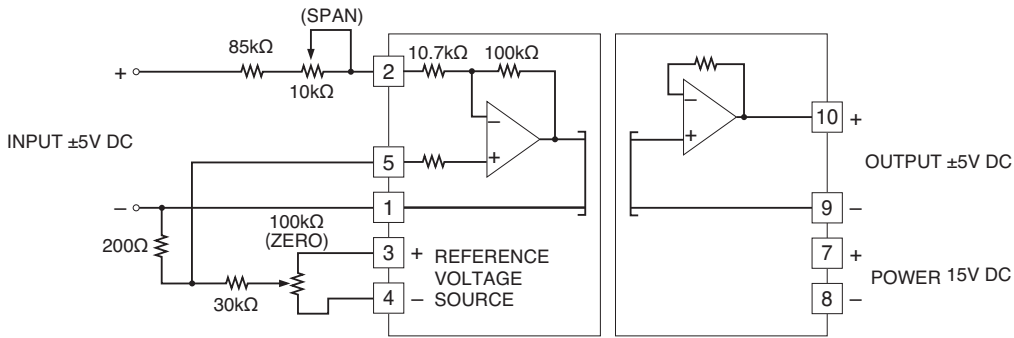 (SPAN)
85kΩ
10kΩ
+
2
10.7kΩ
100kΩ
−
+
INPUT ±5V DC
5
−
1
200Ω
100kΩ
(ZERO)
30kΩ
3
+
4
−
REFERENCE
VOLTAGE
SOURCE
−
+
10
+
OUTPUT ±5V DC
9
−
7
+
POWER 15V DC
8
−